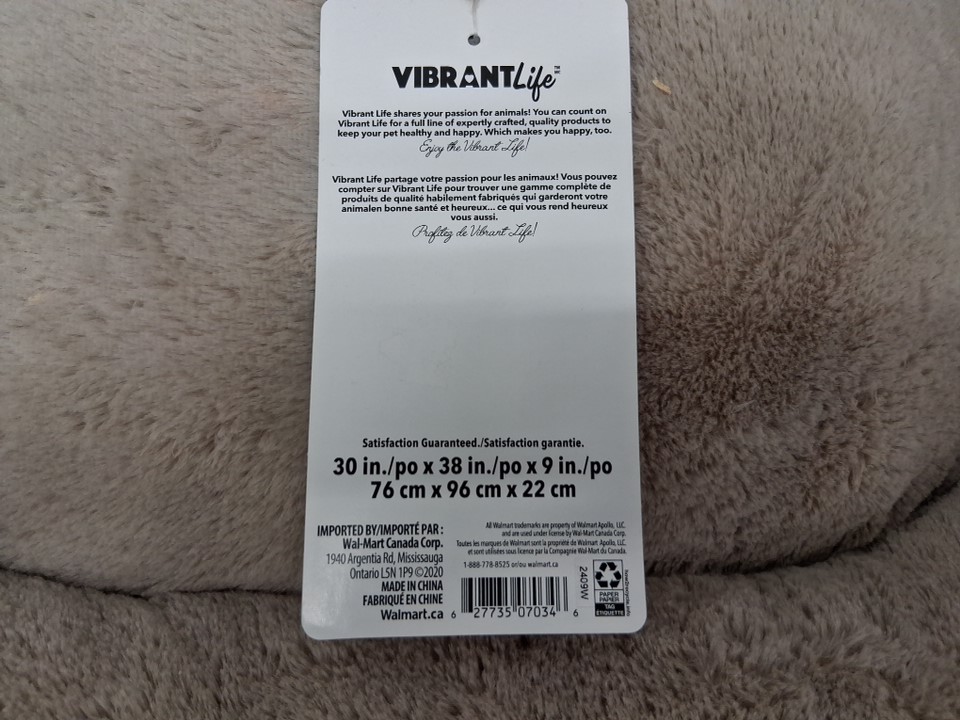 VIBRANTLife™
Vibrant Life shares your passion for animals! You can count on
Vibrant Life for a full line of expertly crafted, quality products to
keep your pet healthy and happy. Which makes you happy, too.
Enjoy the Vibrant Life!
Vibrant Life partage votre passion pour les animaux! Vous pouvez
compter sur Vibrant Life pour trouver une gamme complète de
produits de qualité habilement fabriqués qui garderont votre
animalen bonne santé et heureux... ce qui vous rend heureux
vous aussi.
Profitez de Vibrant Life!
Satisfaction Guaranteed./Satisfaction garantie.
30 in./po x 38 in./po x 9 in./po
76 cm x 96 cm x 22 cm
IMPORTED BY/IMPORTÉ PAR :
Wal-Mart Canada Corp.
1940 Argentia Rd, Mississauga
Ontario L5N 1P9 ©2020
MADE IN CHINA
FABRIQUÉ EN CHINE
Walmart.ca
All Walmart trademarks are property of Walmart Apollo, LLC.
and are used under license by Wal-Mart Canada Corp.
Toutes les marques de Walmart sont la propriété de Walmart Apollo, LLC.
et sont utilisées sous licence par la Compagnie Wal-Mart du Canada.
1-888-778-8525 or/ou walmart.ca
6 27735 07034 6
2409W
PAPER
PAPIER
TAG
ÉTIQUETTE